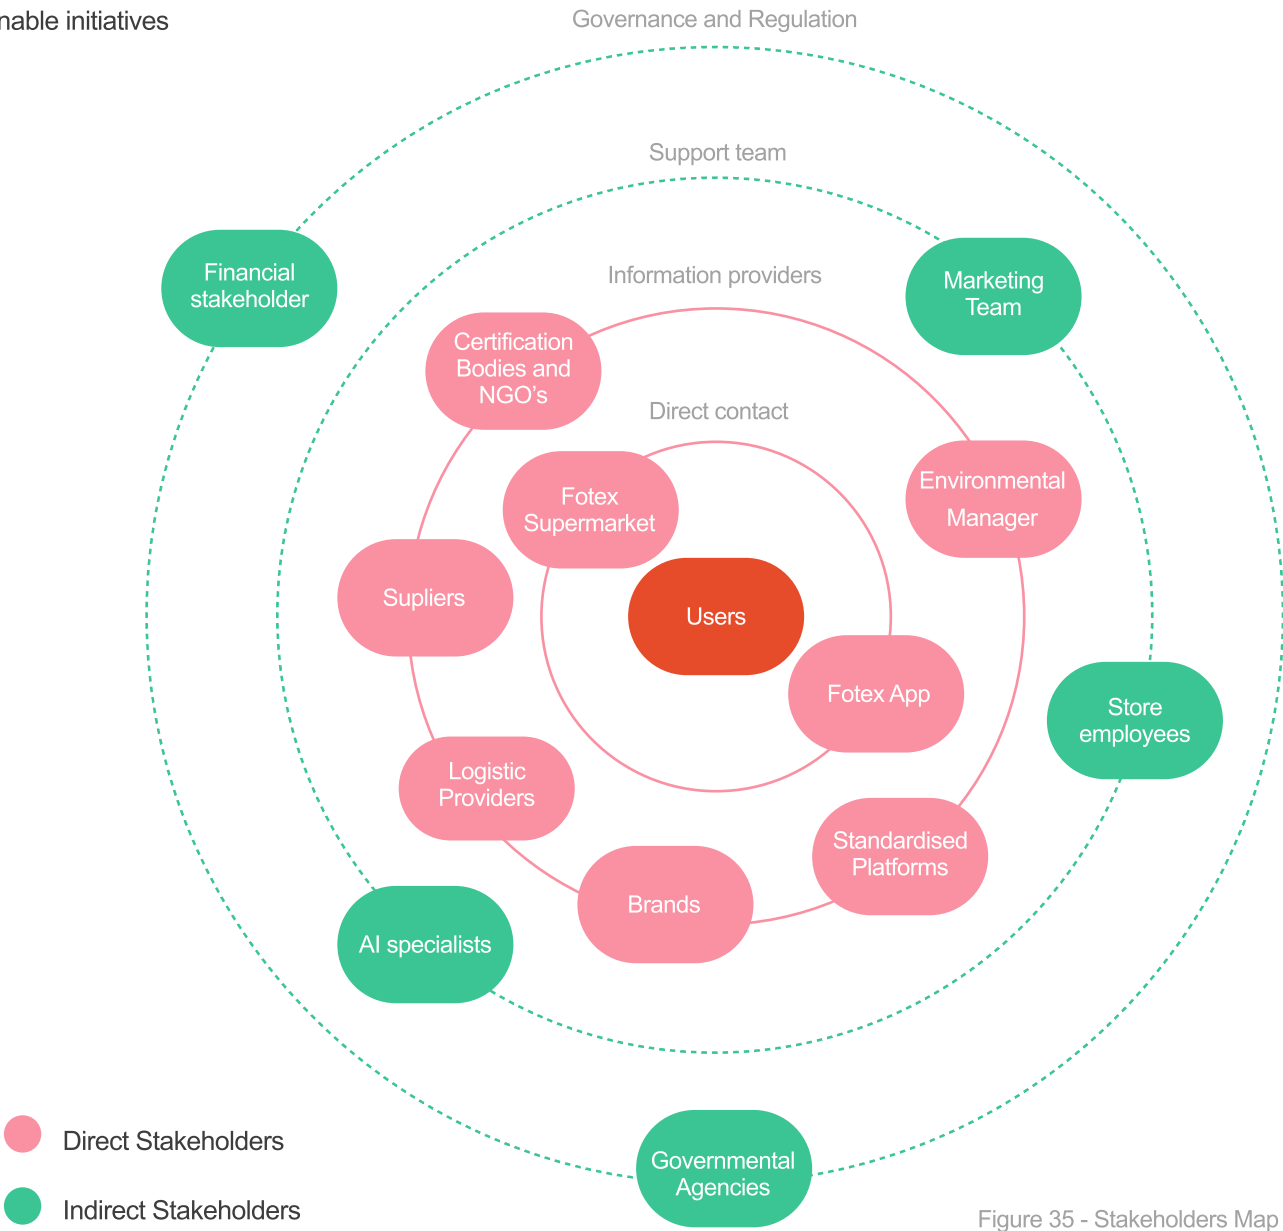 nable initiatives
Governance and Regulation
Support team
Financial
stakeholder
Marketing
Team
Information providers
Certification
Bodies and
NGO’s
Direct contact
Environmental
Manager
Fotex
Supermarket
Supliers
Users
Fotex App
Store
employees
Logistic
Providers
Standardised
Platforms
Brands
AI specialists
Direct Stakeholders
Governmental
Agencies
Indirect Stakeholders
Figure 35 - Stakeholders Map